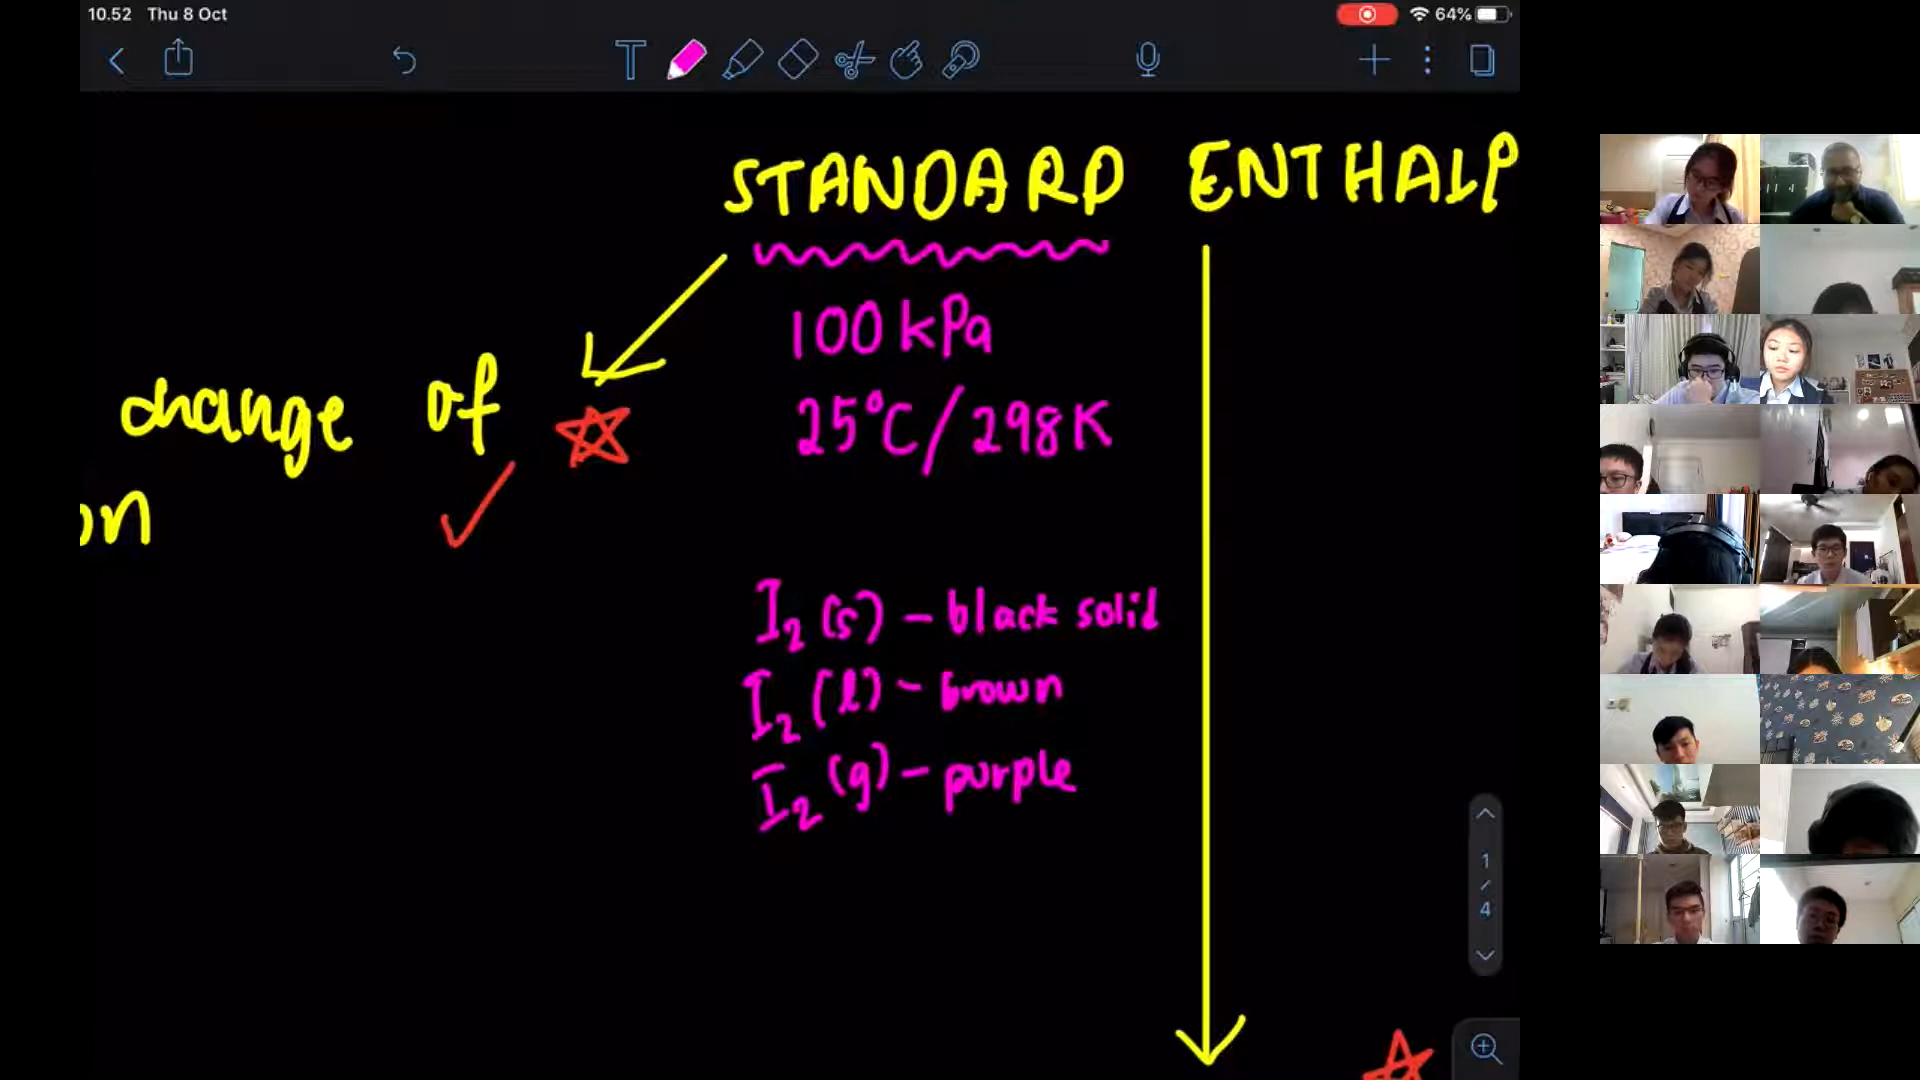 10.52 Thu 8 Oct
64%
T
STANDARD ENTHALP
100 kPa
25°C/298K
change of
on
I₂ (s) – black solid
I₂ (l) – brown
I₂ (g) – purple
1
/
4